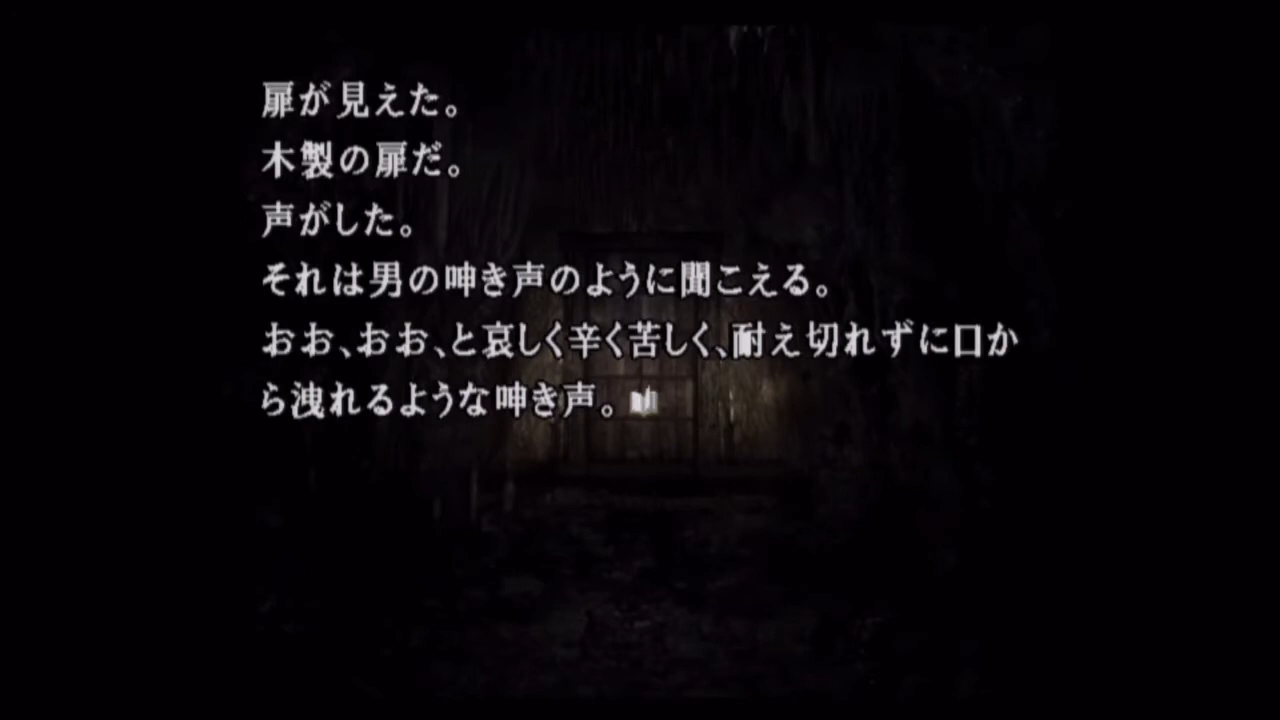 扉が見えた。
木製の扉だ。
声がした。
それは男の呻き声のように聞こえる。
おお、おお、と哀しく辛く苦しく、耐え切れずに口か
ら洩れるような呻き声。